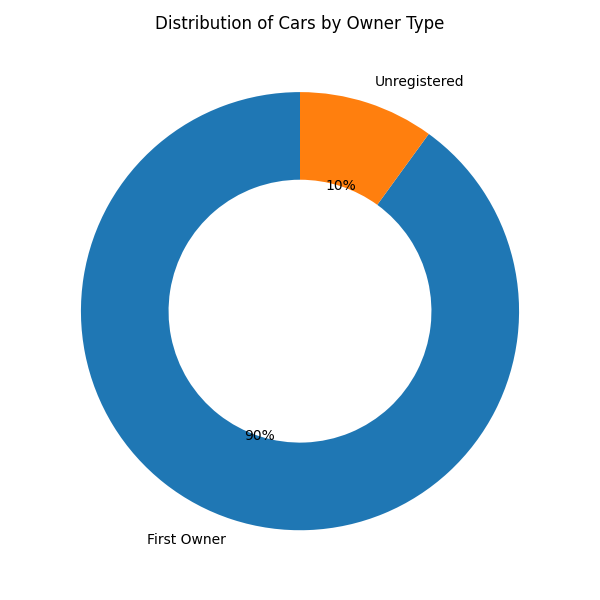 Distribution of Cars by Owner Type
Unregistered
10%
90%
First Owner